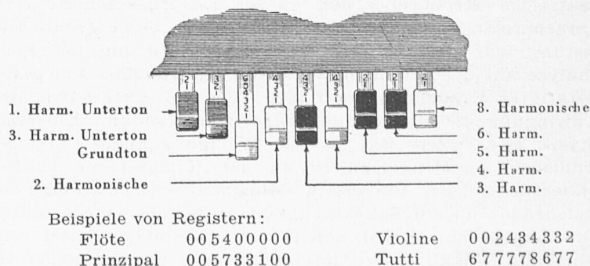 1. Harm. Unterton
3. Harm. Unterton
Grundton
2. Harmonische
8. Harmonische
6. Harm.
5. Harm.
4. Harm.
3. Harm.
Beispiele von Registern:
Flöte 005400000 Violine 002434332
Prinzipal 005733100 Tutti 677778677